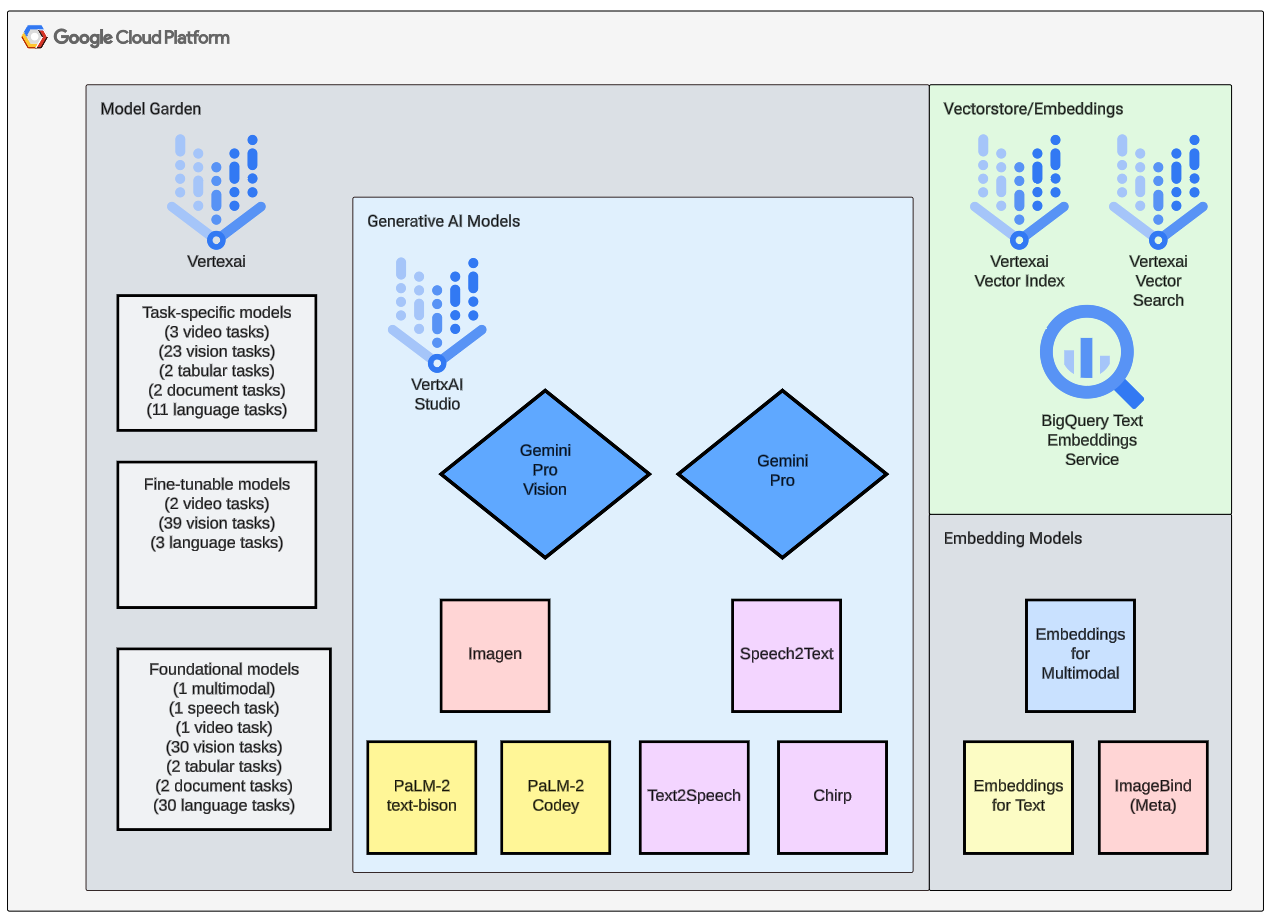 Google Cloud Platform
Model Garden
Vertexai
Task-specific models
(3 video tasks)
(23 vision tasks)
(2 tabular tasks)
(2 document tasks)
(11 language tasks)
Fine-tunable models
(2 video tasks)
(39 vision tasks)
(3 language tasks)
Foundational models
(1 multimodal)
(1 speech task)
(1 video task)
(30 vision tasks)
(2 tabular tasks)
(2 document tasks)
(30 language tasks)
Generative AI Models
VertxAI
Studio
Gemini
Pro
Vision
Gemini
Pro
Imagen
Speech2Text
PaLM-2
text-bison
PaLM-2
Codey
Text2Speech
Chirp
Vectorstore/Embeddings
Vertexai
Vector Index
Vertexai
Vector
Search
BigQuery Text
Embeddings
Service
Embedding Models
Embeddings
for
Multimodal
Embeddings
for Text
ImageBind
(Meta)